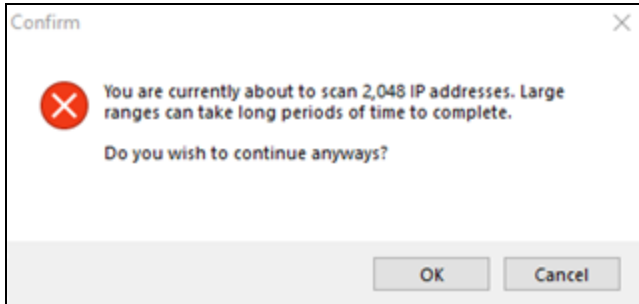 Confirm
You are currently about to scan 2,048 IP addresses. Large
ranges can take long periods of time to complete.
Do you wish to continue anyways?
OK
Cancel